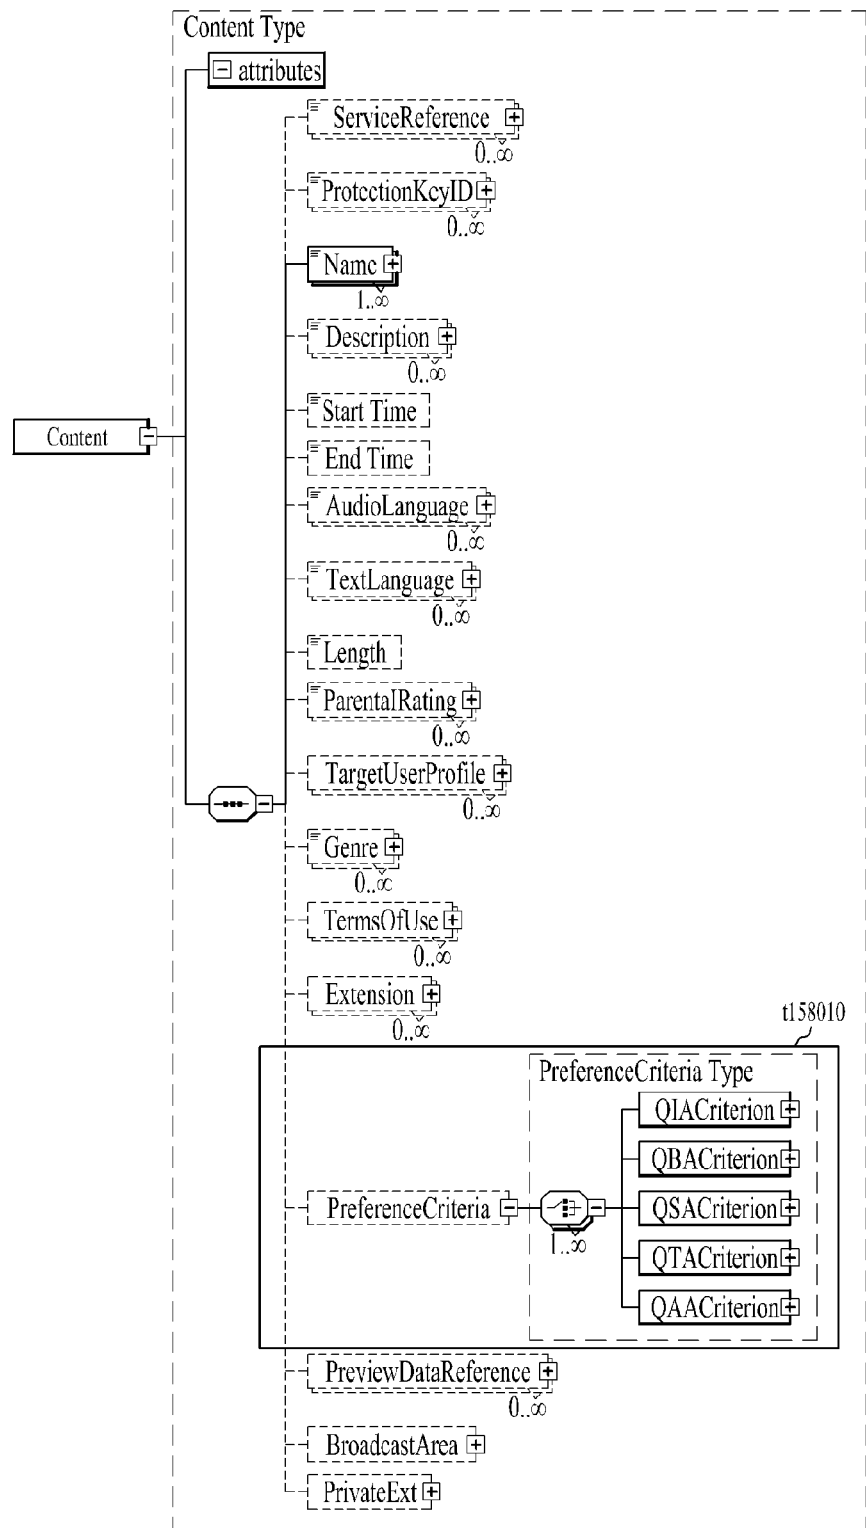 Content Type
attributes
ServiceReference
0..∞
ProtectionKeyID
0..∞
Name
1..∞
Description
0..∞
Start Time
Content
End Time
AudioLanguage
0..∞
TextLanguage
0..∞
Length
ParentalRating
0..∞
TargetUserProfile
0..∞
Genre
0..∞
TermsOfUse
0..∞
Extension
0..∞
t158010
PreferenceCriteria Type
QIACriterion
QBACriterion
PreferenceCriteria
1..∞
QSACriterion
QTACriterion
QAACriterion
PreviewDataReference
0..∞
BroadcastArea
PrivateExt